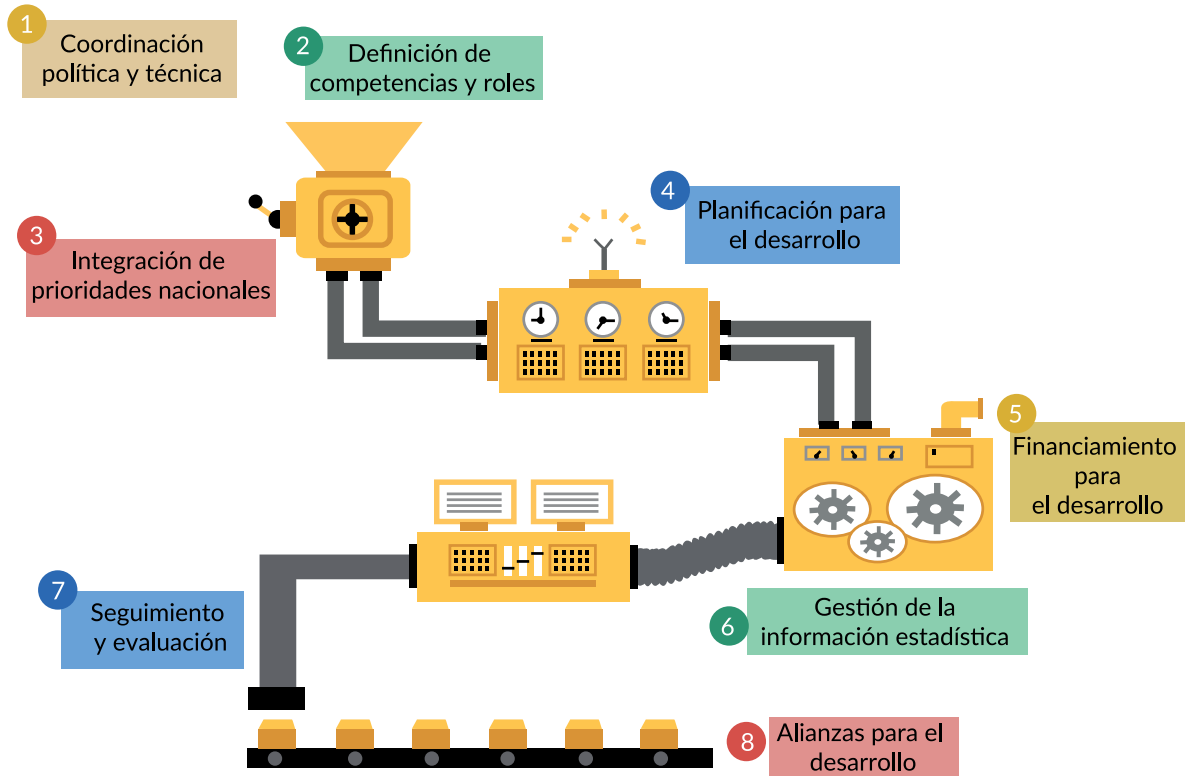 1
Coordinación
política y técnica
2
Definición de
competencias y roles
3
Integración de
prioridades nacionales
4
Planificación para
el desarrollo
5
Financiamiento
para
el desarrollo
6
Gestión de la
información estadística
7
Seguimiento
y evaluación
8
Alianzas para el
desarrollo